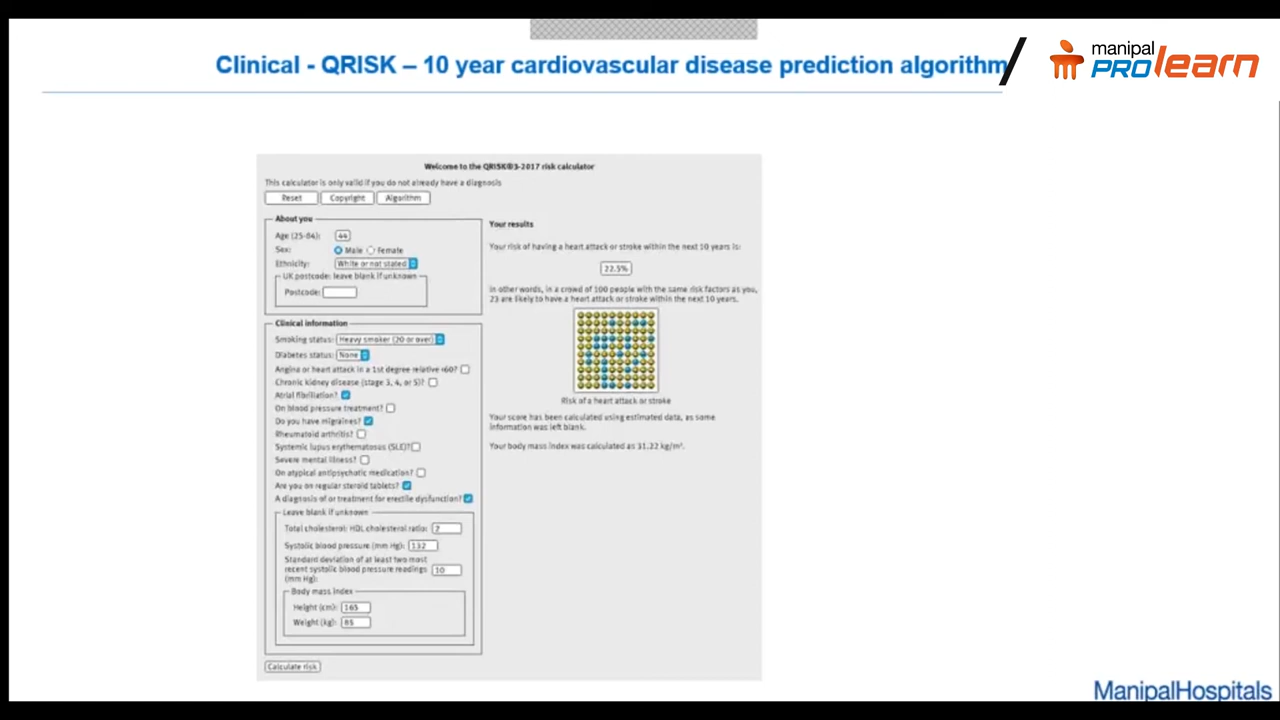 Clinical - QRISK – 10 year cardiovascular disease prediction algorithm
manipal
PROlearn
Welcome to the QRISK®3-2017 risk calculator
This calculator is only valid if you do not already have a diagnosis
Reset Copyright Algorithm
About you
Age (25-84): 44
Sex: Male Female
Ethnicity: White or not stated
UK postcode: leave blank if unknown
Postcode:
Clinical information
Smoking status: Heavy smoker (20 or over)
Diabetes status: None
Angina or heart attack in a 1st degree relative <60?
Chronic kidney disease (stage 3, 4, or 5)?
Atrial fibrillation?
On blood pressure treatment?
Do you have migraines?
Rheumatoid arthritis?
Systemic lupus erythematosus (SLE)?
Severe mental illness?
On atypical antipsychotic medication?
Are you on regular steroid tablets?
A diagnosis of or treatment for erectile dysfunction?
Leave blank if unknown
Total cholesterol: HDL cholesterol ratio: 2
Systolic blood pressure (mm Hg): 132
Standard deviation of at least two most
recent systolic blood pressure readings 10
(mm Hg):
Body mass index
Height (cm): 165
Weight (kg): 85
Calculate risk
Your results
Your risk of having a heart attack or stroke within the next 10 years is:
22.5%
In other words, in a crowd of 100 people with the same risk factors as you,
23 are likely to have a heart attack or stroke within the next 10 years.
Risk of a heart attack or stroke
Your score has been calculated using estimated data, as some
information was left blank.
Your body mass index was calculated as 31.22 kg/m².
ManipalHospitals